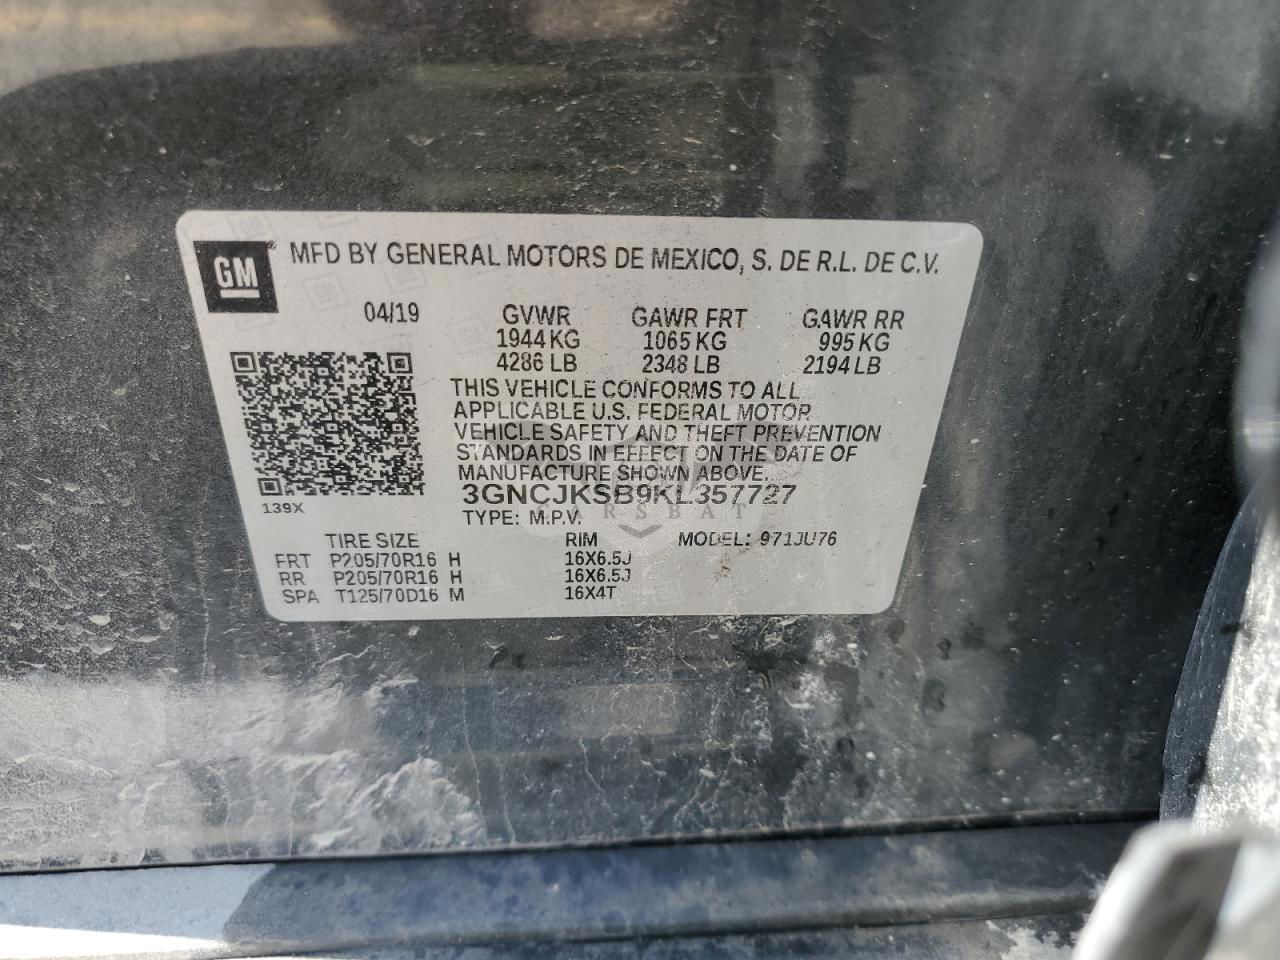 GM
MFD BY GENERAL MOTORS DE MEXICO, S. DE R.L. DE C.V.
04/19 GVWR GAWR FRT GAWR RR
1944 KG 1065 KG 995 KG
4286 LB 2348 LB 2194 LB
THIS VEHICLE CONFORMS TO ALL
APPLICABLE U.S. FEDERAL MOTOR
VEHICLE SAFETY AND THEFT PREVENTION
STANDARDS IN EFFECT ON THE DATE OF
MANUFACTURE SHOWN ABOVE.
3GNCJKSB9KL357727
139X
TYPE: M.P.V.
CARSBAT
TIRE SIZE RIM MODEL: 971JU76
FRT P205/70R16 H 16X6.5J
RR P205/70R16 H 16X6.5J
SPA T125/70D16 M 16X4T